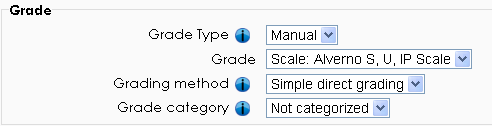 Grade
Grade Type Manual
Grade Scale: Alverno S, U, IP Scale
Grading method Simple direct grading
Grade category Not categorized